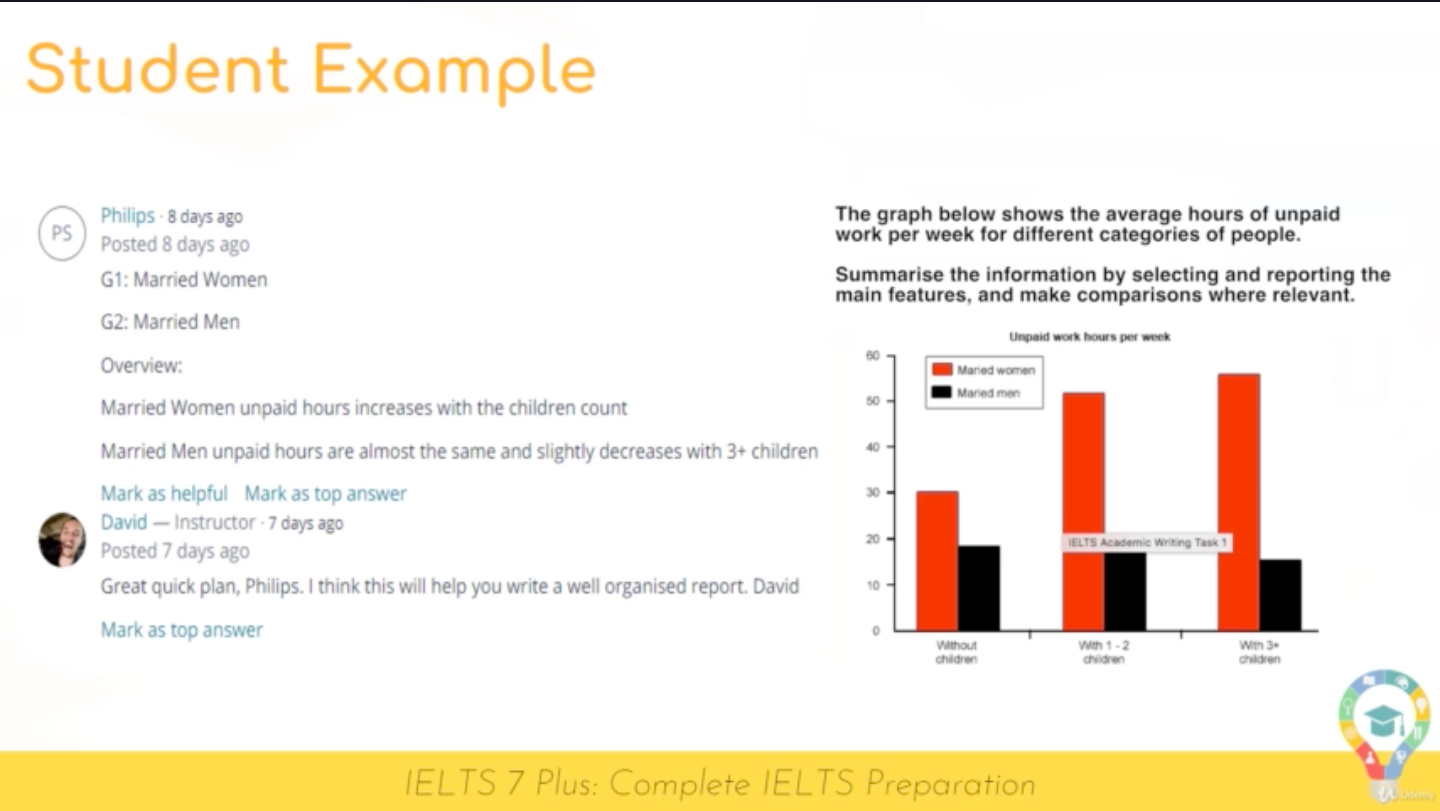 Student Example
PS
Philips · 8 days ago
Posted 8 days ago
G1: Married Women
G2: Married Men
Overview:
Married Women unpaid hours increases with the children count
Married Men unpaid hours are almost the same and slightly decreases with 3+ children
Mark as helpful Mark as top answer
David — Instructor · 7 days ago
Posted 7 days ago
Great quick plan, Philips. I think this will help you write a well organised report. David
Mark as top answer
The graph below shows the average hours of unpaid
work per week for different categories of people.
Summarise the information by selecting and reporting the
main features, and make comparisons where relevant.
Unpaid work hours per week
60
50
40
30
20
10
0
Maried women
Maried men
IELTS Academic Writing Task 1
Without
children
With 1 - 2
children
With 3+
children
IELTS 7 Plus: Complete IELTS Preparation
Udemy